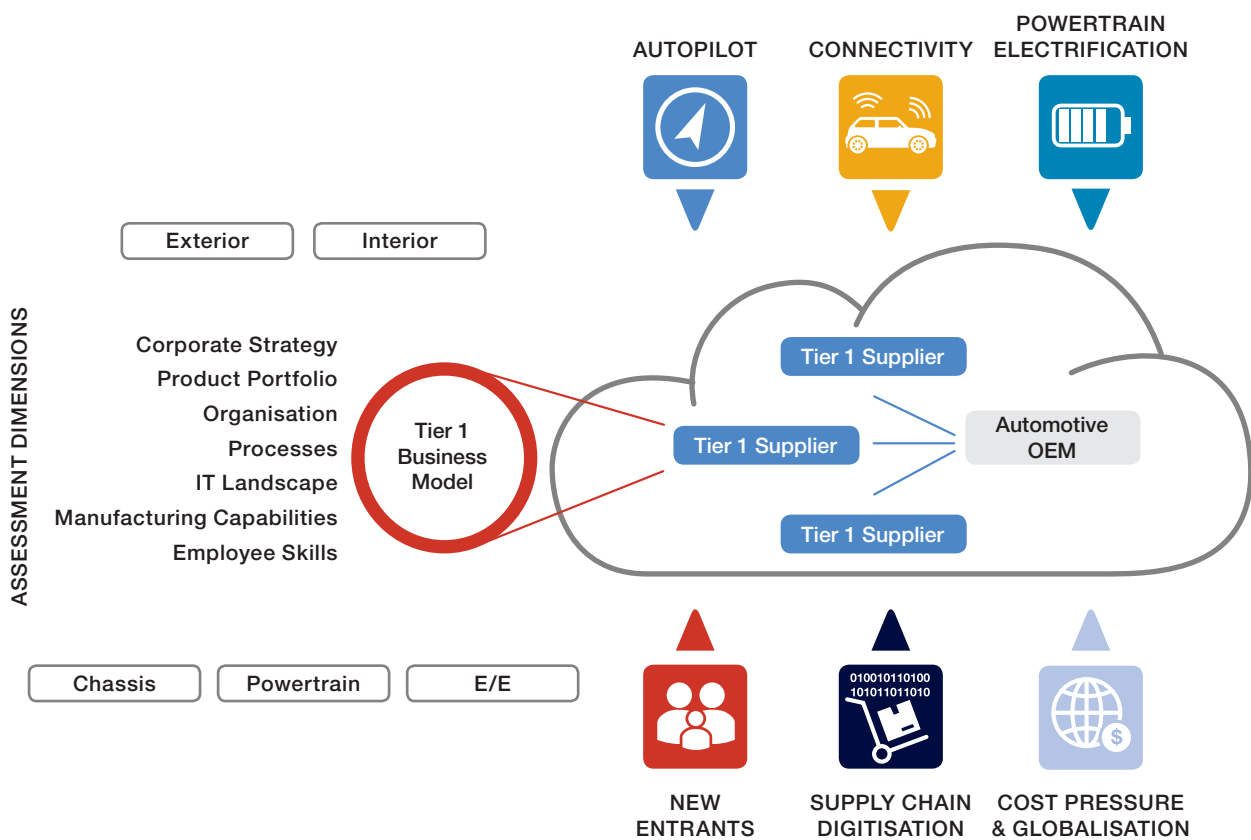 AUTOPILOT
CONNECTIVITY
POWERTRAIN
ELECTRIFICATION
Exterior
Interior
ASSESSMENT DIMENSIONS
Corporate Strategy
Product Portfolio
Organisation
Processes
IT Landscape
Manufacturing Capabilities
Employee Skills
Tier 1
Business
Model
Tier 1 Supplier
Tier 1 Supplier
Tier 1 Supplier
Automotive
OEM
Chassis
Powertrain
E/E
010010110100
101011011010
$
NEW
ENTRANTS
SUPPLY CHAIN
DIGITISATION
COST PRESSURE
& GLOBALISATION